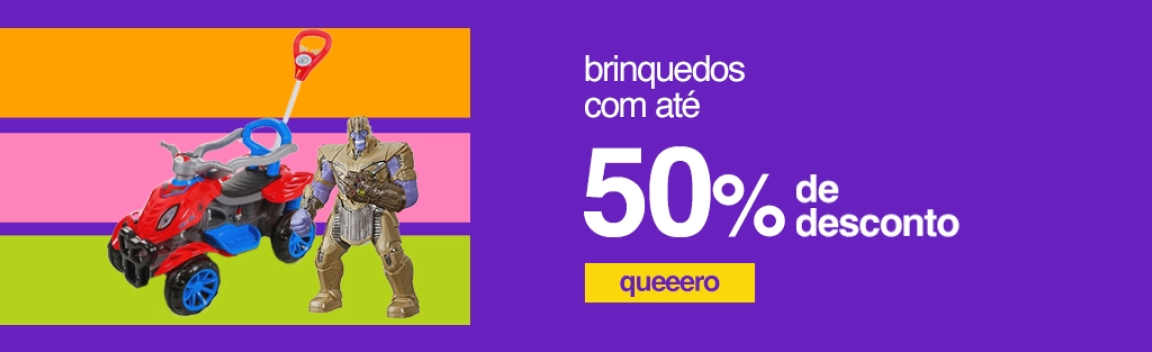 brinquedos
com até
50% de
desconto
queeero